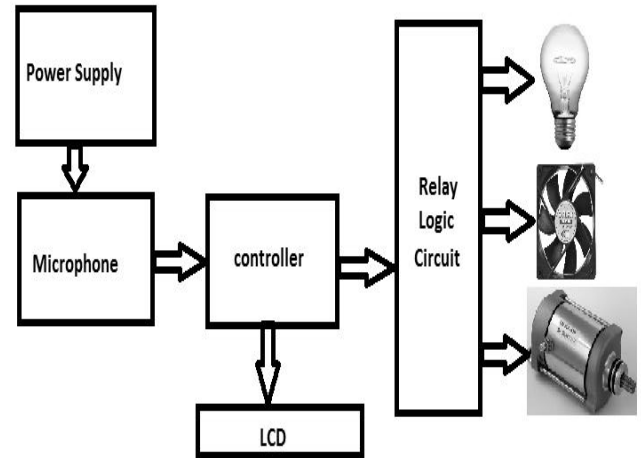 Power Supply
Microphone
controller
LCD
Relay
Logic
Circuit